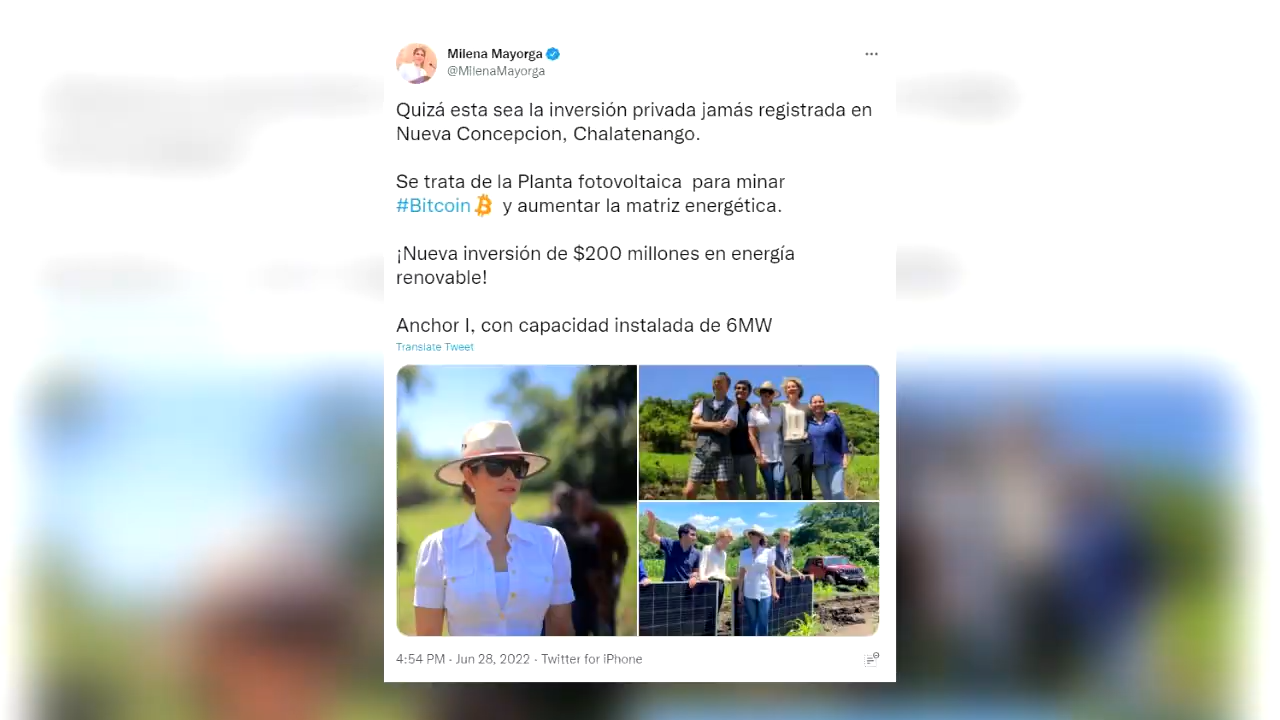 Milena Mayorga
@MilenaMayorga
Quizá esta sea la inversión privada jamás registrada en
Nueva Concepcion, Chalatenango.
Se trata de la Planta fotovoltaica para minar
#Bitcoin y aumentar la matriz energética.
¡Nueva inversión de $200 millones en energía
renovable!
Anchor I, con capacidad instalada de 6MW
Translate Tweet
4:54 PM · Jun 28, 2022 · Twitter for iPhone